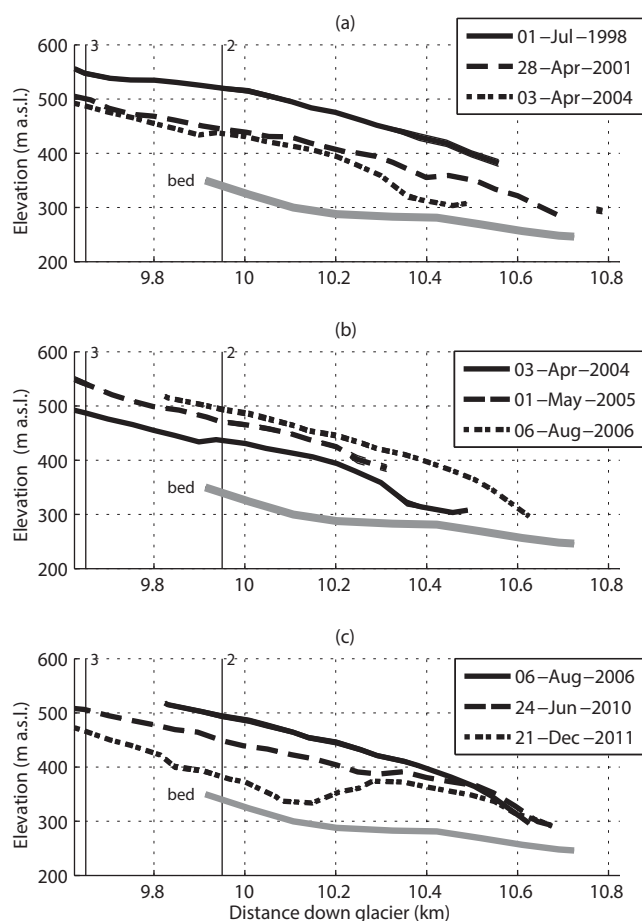 (a)
3
2
01-Jul-1998
28-Apr-2001
03-Apr-2004
600
500
400
300
200
Elevation (m a.s.l.)
bed
9.8
10
10.2
10.4
10.6
10.8
(b)
3
2
03-Apr-2004
01-May-2005
06-Aug-2006
600
500
400
300
200
Elevation (m a.s.l.)
bed
9.8
10
10.2
10.4
10.6
10.8
(c)
3
2
06-Aug-2006
24-Jun-2010
21-Dec-2011
600
500
400
300
200
Elevation (m a.s.l.)
bed
9.8
10
10.2
10.4
10.6
10.8
Distance down glacier (km)